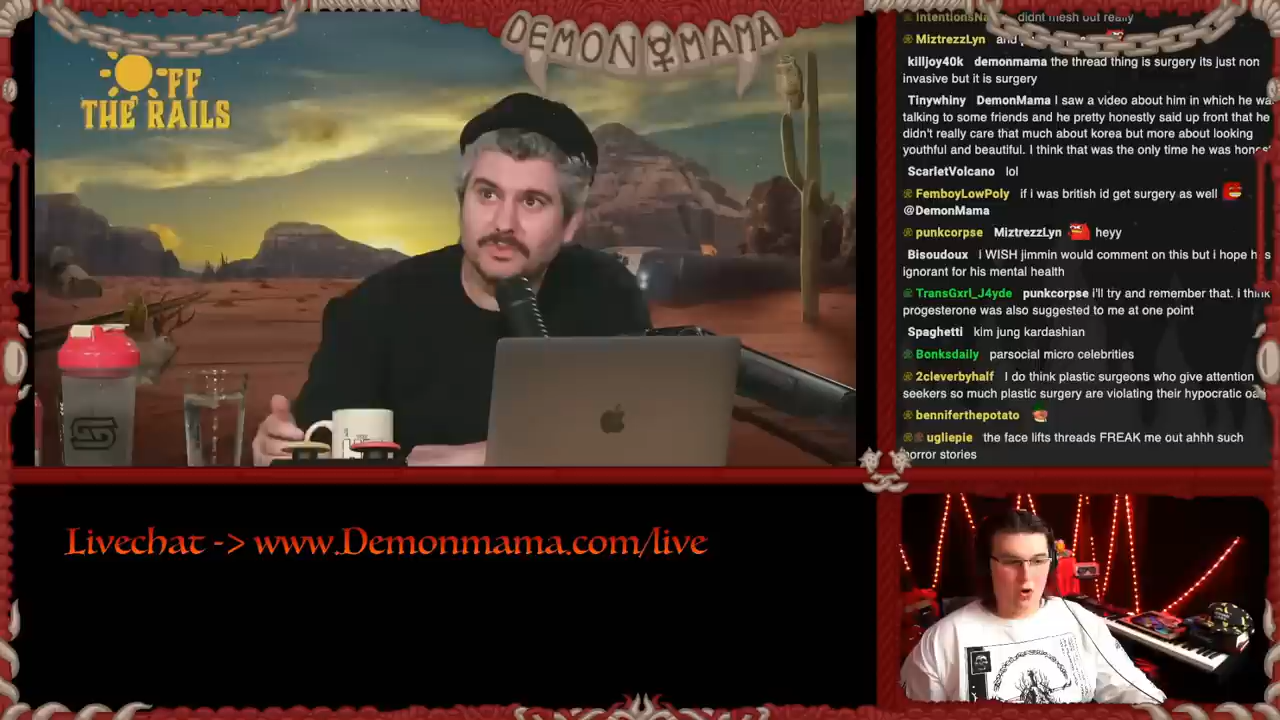 DEMON MAMA
OFF
THE RAILS
didnt mesh out really
MiztrezzLyn and
killjoy40k demonmama the thread thing is surgery its just non
invasive but it is surgery
Tinywhiny DemonMama I saw a video about him in which he wa
talking to some friends and he pretty honestly said up front that he
didn't really care that much about korea but more about looking
youthful and beautiful. I think that was the only time he was hones
ScarletVolcano lol
FemboyLowPoly if i was british id get surgery as well
@DemonMama
punkcorpse MiztrezzLyn heyy
Bisoudoux I WISH jimmin would comment on this but i hope h s
ignorant for his mental health
TransGxrl_J4yde punkcorpse i'll try and remember that. i think
progesterone was also suggested to me at one point
Spaghetti kim jung kardashian
Bonksdaily parsocial micro celebrities
2cleverbyhalf I do think plastic surgeons who give attention
seekers so much plastic surgery are violating their hypocratic oa
benniferthepotato
ugliepie the face lifts threads FREAK me out ahhh such
horror stories
Livechat -> www.Demonmama.com/live